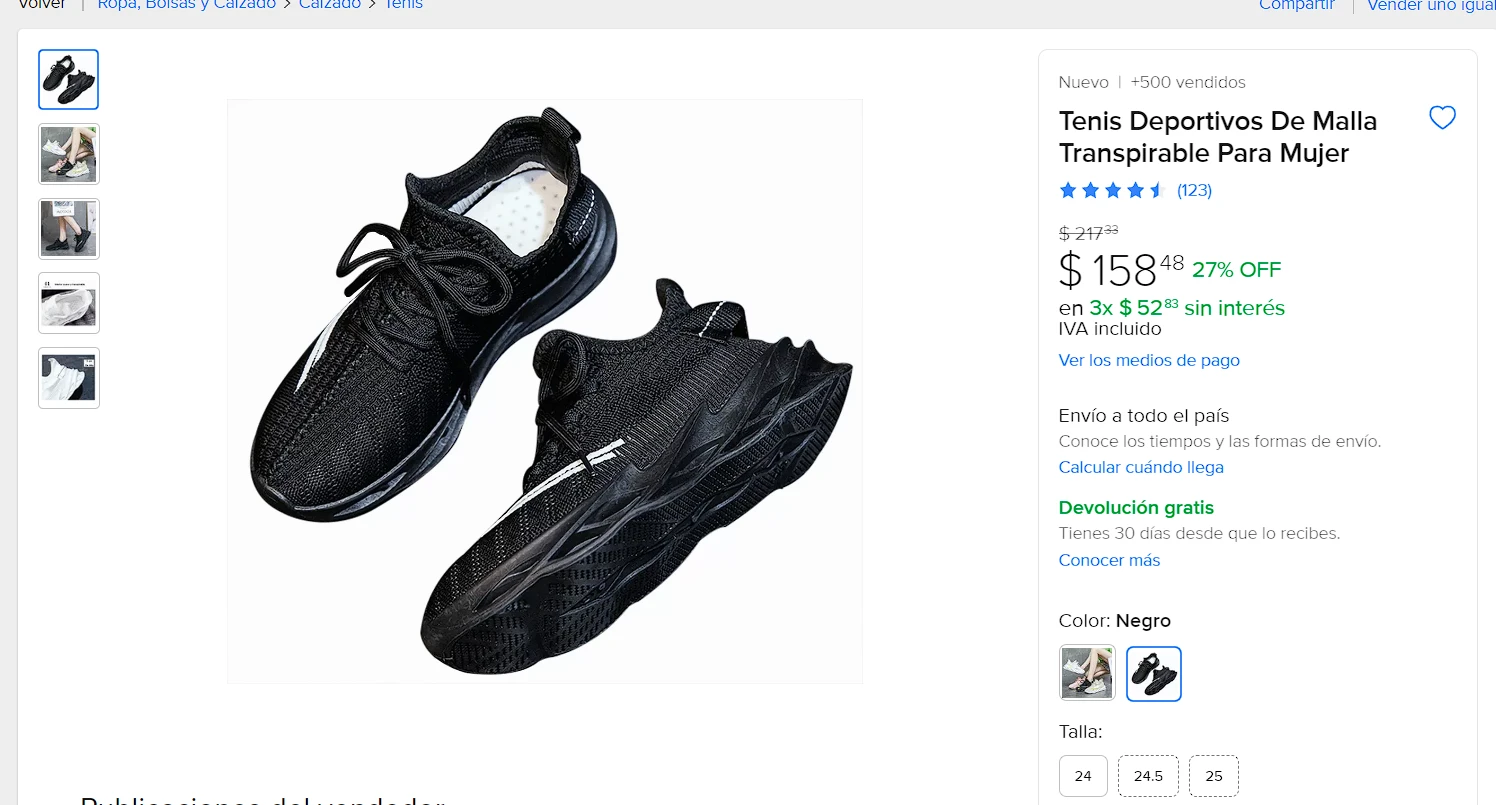 Volver | Ropa, Bolsas y Calzado > Calzado > Tenis
Compartir | Vender uno igual
Nuevo | +500 vendidos
Tenis Deportivos De Malla
Transpirable Para Mujer
(123)
$ 217 33
$ 158 48 27% OFF
en 3x $ 52 83 sin interés
IVA incluido
Ver los medios de pago
Envío a todo el país
Conoce los tiempos y las formas de envío.
Calcular cuándo llega
Devolución gratis
Tienes 30 días desde que lo recibes.
Conocer más
Color: Negro
Talla:
24 24.5 25
Publicaciones del vendedor